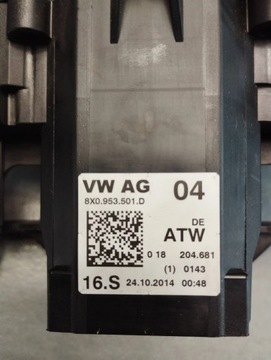 VW AG 04
8X0.953.501.D
DE
ATW
0 18 204.681
(1) 0143
16.S 24.10.2014 00:48